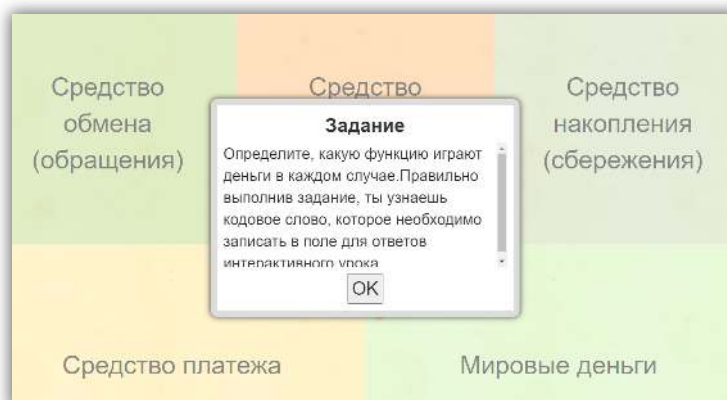 Средство
обмена
(обращения)
Средство
Средство
накопления
(сбережения)
Задание
Определите, какую функцию играют
деньги в каждом случае.Правильно
выполнив задание, ты узнаешь
кодовое слово, которое необходимо
записать в поле для ответов
интерактивного урока
OK
Средство платежа
Мировые деньги